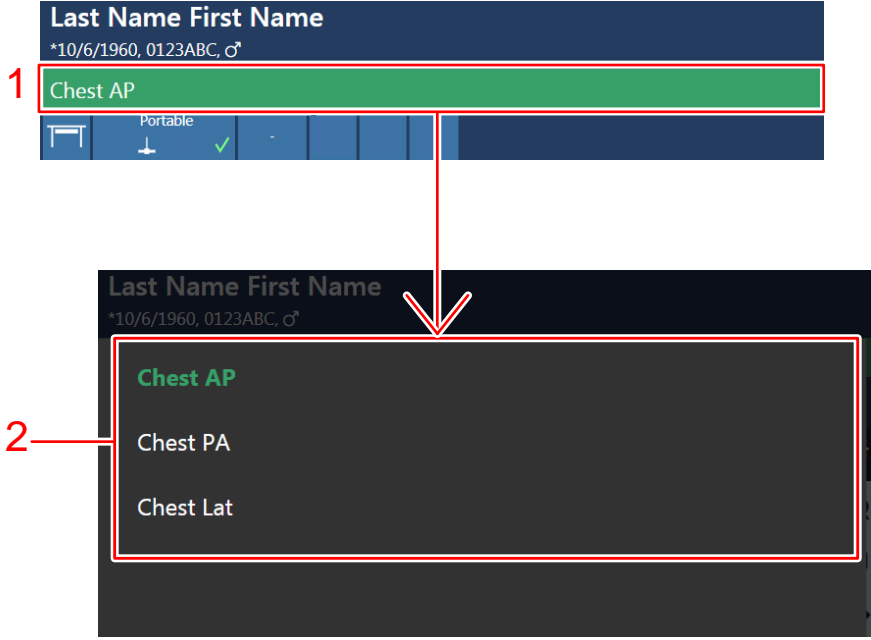 Last Name First Name
*10/6/1960, 0123ABC, ♂
1
Chest AP
Portable
-
Last Name First Name
*10/6/1960, 0123ABC, ♂
Chest AP
2
Chest PA
Chest Lat